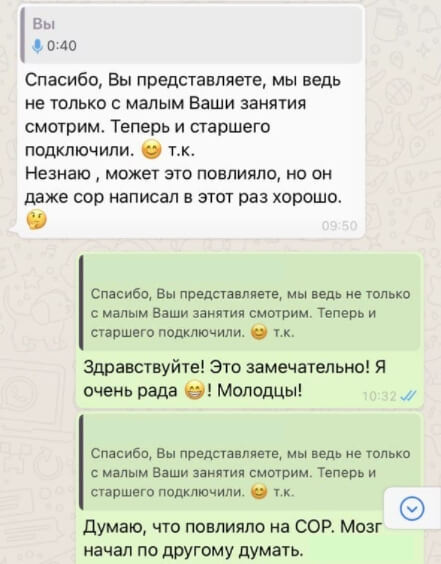 Вы
0:40
Спасибо, Вы представляете, мы ведь
не только с малым Ваши занятия
смотрим. Теперь и старшего
подключили. 😊 т.к.
Незнаю , может это повлияло, но он
даже сор написал в этот раз хорошо.
🤔
09:50
Спасибо, Вы представляете, мы ведь не только
с малым Ваши занятия смотрим. Теперь и
старшего подключили. 😊 т.к.
Здравствуйте! Это замечательно! Я
очень рада 😁! Молодцы!
10:32
Спасибо, Вы представляете, мы ведь не только
с малым Ваши занятия смотрим. Теперь и
старшего подключили. 😊 т.к.
Думаю, что повлияло на СОР. Мозг
начал по другому думать.